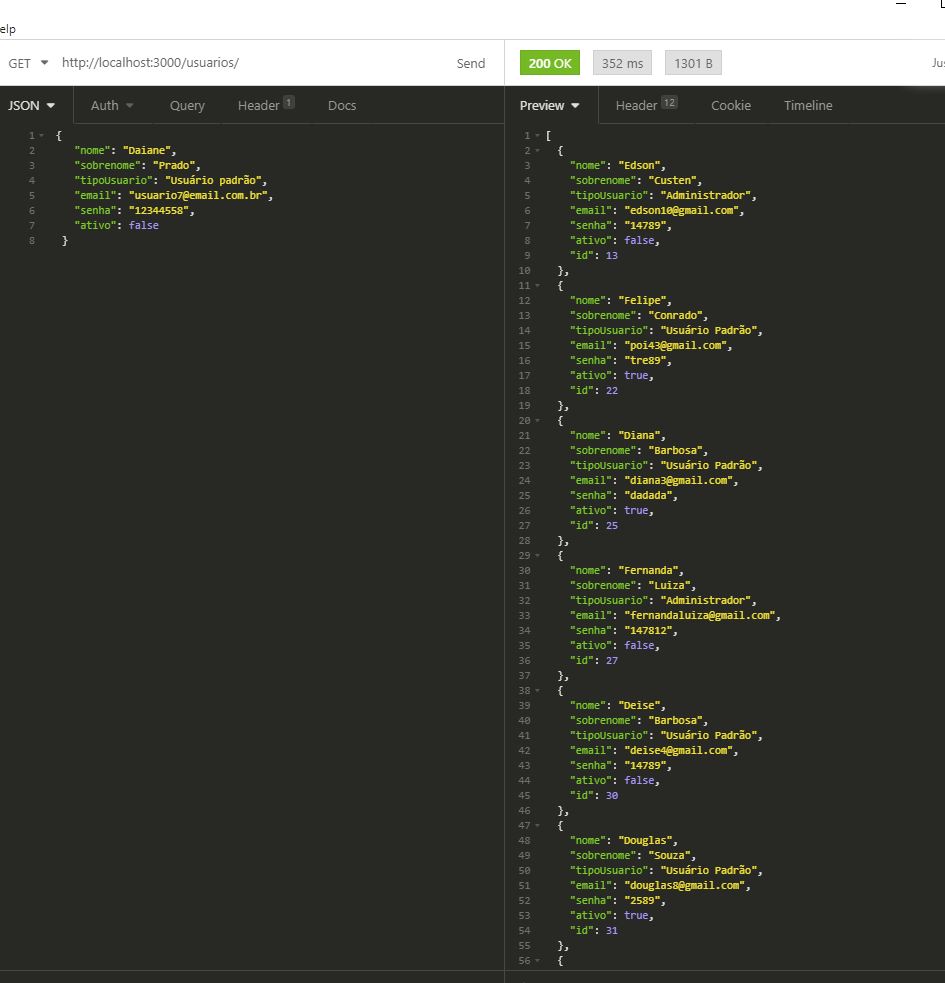 elp
GET http://localhost:3000/usuarios/ Send
200 OK 352 ms 1301 B Jus
JSON Auth Query Header 1 Docs
Preview Header 12 Cookie Timeline
1 {
2 "nome": "Daiane",
3 "sobrenome": "Prado",
4 "tipoUsuario": "Usuário padrão",
5 "email": "usuario7@email.com.br",
6 "senha": "12344558",
7 "ativo": false
8 }
1 [
2 {
3 "nome": "Edson",
4 "sobrenome": "Custen",
5 "tipoUsuario": "Administrador",
6 "email": "edson10@gmail.com",
7 "senha": "14789",
8 "ativo": false,
9 "id": 13
10 },
11 {
12 "nome": "Felipe",
13 "sobrenome": "Conrado",
14 "tipoUsuario": "Usuário Padrão",
15 "email": "poi43@gmail.com",
16 "senha": "tre89",
17 "ativo": true,
18 "id": 22
19 },
20 {
21 "nome": "Diana",
22 "sobrenome": "Barbosa",
23 "tipoUsuario": "Usuário Padrão",
24 "email": "diana3@gmail.com",
25 "senha": "dadada",
26 "ativo": true,
27 "id": 25
28 },
29 {
30 "nome": "Fernanda",
31 "sobrenome": "Luiza",
32 "tipoUsuario": "Administrador",
33 "email": "fernandaluiza@gmail.com",
34 "senha": "147812",
35 "ativo": false,
36 "id": 27
37 },
38 {
39 "nome": "Deise",
40 "sobrenome": "Barbosa",
41 "tipoUsuario": "Usuário Padrão",
42 "email": "deise4@gmail.com",
43 "senha": "14789",
44 "ativo": false,
45 "id": 30
46 },
47 {
48 "nome": "Douglas",
49 "sobrenome": "Souza",
50 "tipoUsuario": "Usuário Padrão",
51 "email": "douglas8@gmail.com",
52 "senha": "2589",
53 "ativo": true,
54 "id": 31
55 },
56 {